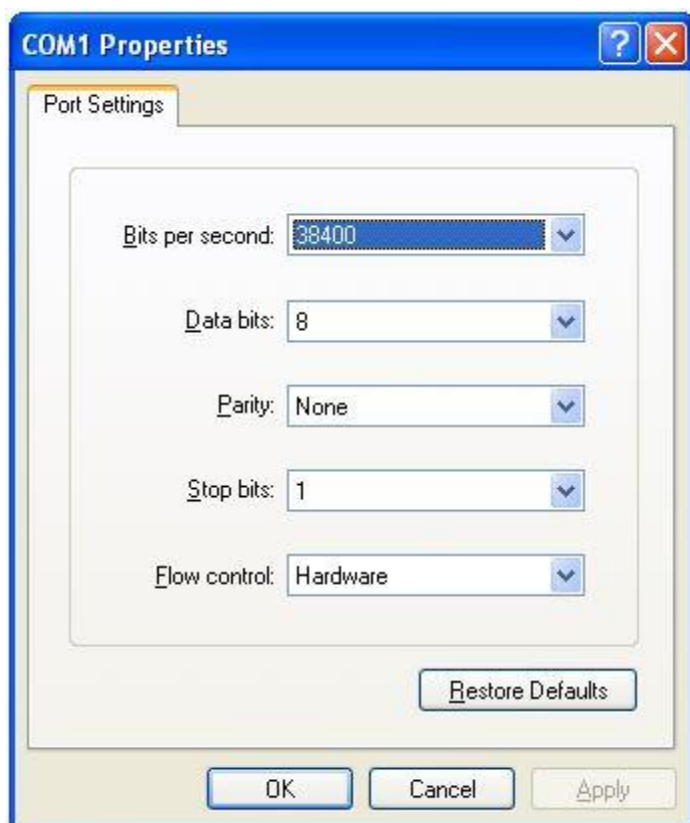 COM1 Properties
Port Settings
Bits per second: 38400
Data bits: 8
Parity: None
Stop bits: 1
Flow control: Hardware
Restore Defaults
OK Cancel Apply